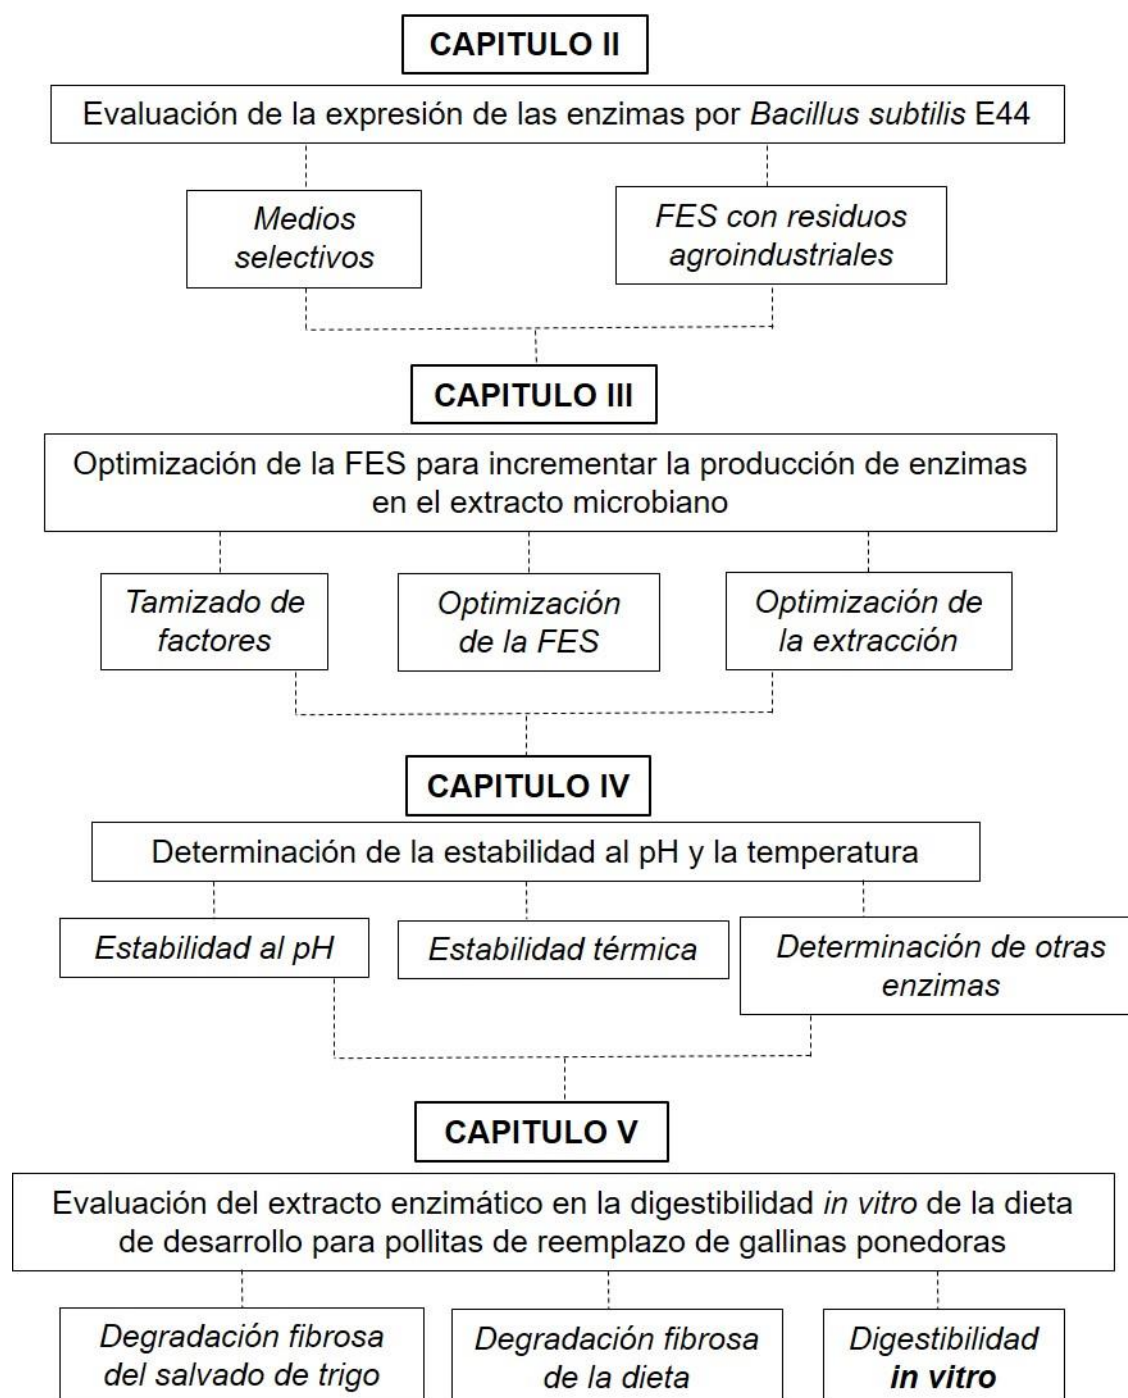 CAPITULO II
Evaluación de la expresión de las enzimas por Bacillus subtilis E44
Medios
selectivos
FES con residuos
agroindustriales
CAPITULO III
Optimización de la FES para incrementar la producción de enzimas
en el extracto microbiano
Tamizado de
factores
Optimización
de la FES
Optimización de
la extracción
CAPITULO IV
Determinación de la estabilidad al pH y la temperatura
Estabilidad al pH
Estabilidad térmica
Determinación de otras
enzimas
CAPITULO V
Evaluación del extracto enzimático en la digestibilidad in vitro de la dieta
de desarrollo para pollitas de reemplazo de gallinas ponedoras
Degradación fibrosa
del salvado de trigo
Degradación fibrosa
de la dieta
Digestibilidad
in vitro